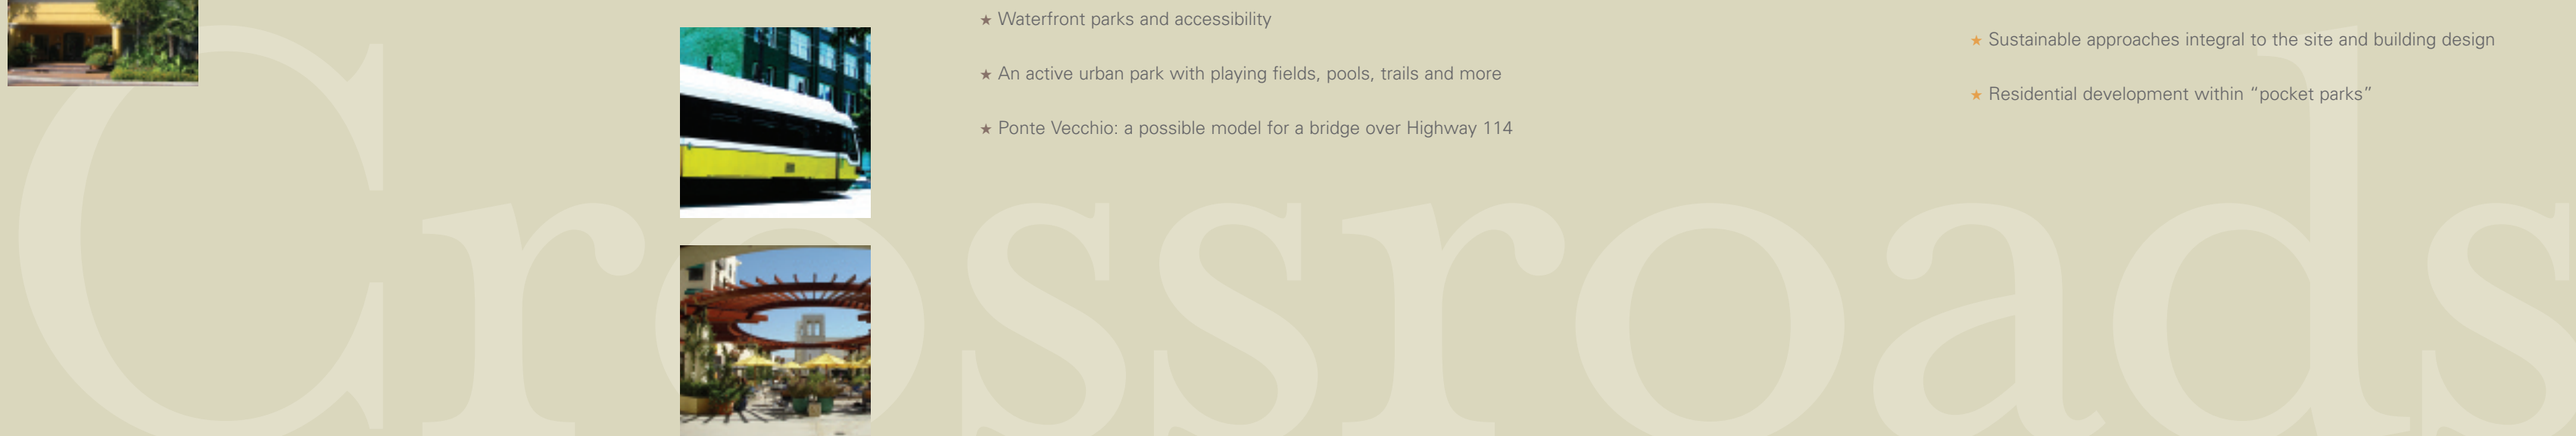 ★ Waterfront parks and accessibility
★ An active urban park with playing fields, pools, trails and more
★ Ponte Vecchio: a possible model for a bridge over Highway 114
★ Sustainable approaches integral to the site and building design
★ Residential development within “pocket parks”
Crossroads